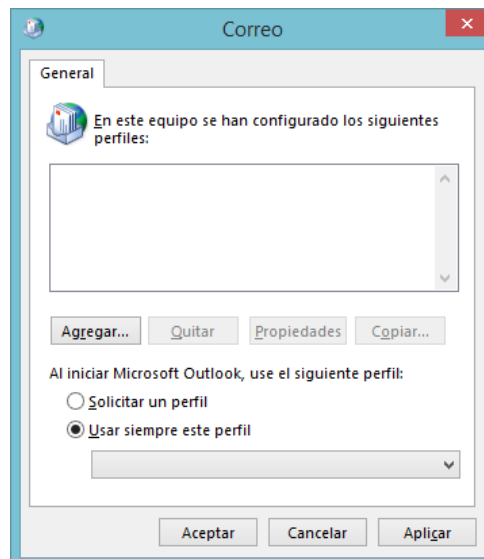 Correo
General
En este equipo se han configurado los siguientes
perfiles:
Agregar... Quitar Propiedades Copiar...
Al iniciar Microsoft Outlook, use el siguiente perfil:
Solicitar un perfil
Usar siempre este perfil
Aceptar Cancelar Aplicar